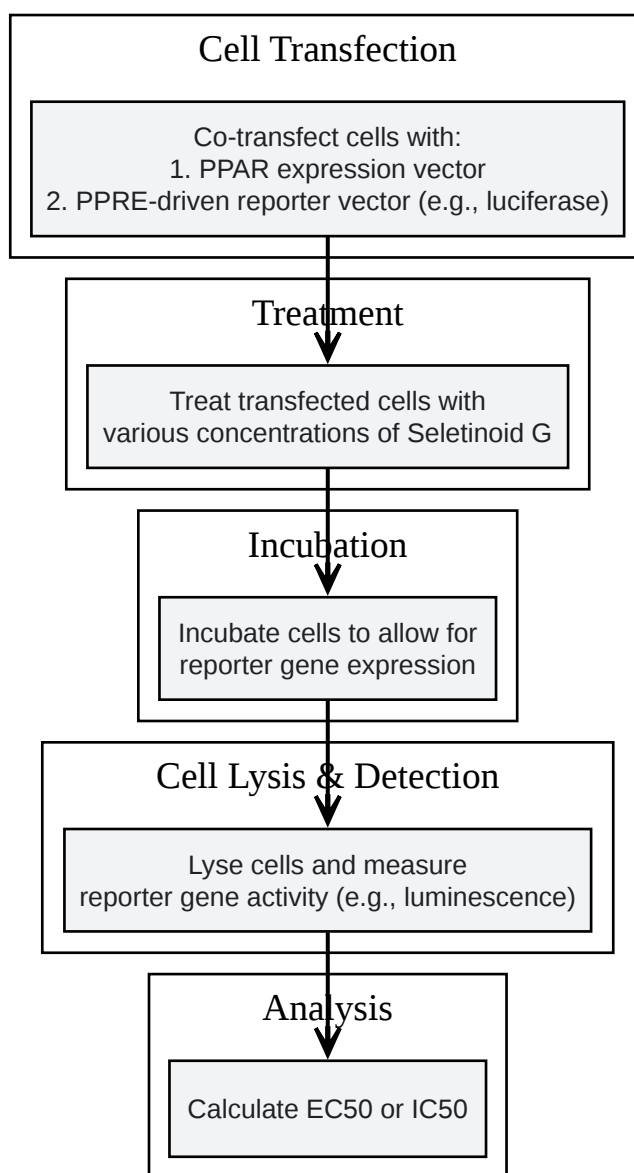 Cell Transfection
Co-transfect cells with:
1. PPAR expression vector
2. PPRE-driven reporter vector (e.g., luciferase)
Treatment
Treat transfected cells with
various concentrations of Seletinoid G
Incubation
Incubate cells to allow for
reporter gene expression
Cell Lysis & Detection
Lyse cells and measure
reporter gene activity (e.g., luminescence)
Analysis
Calculate EC50 or IC50